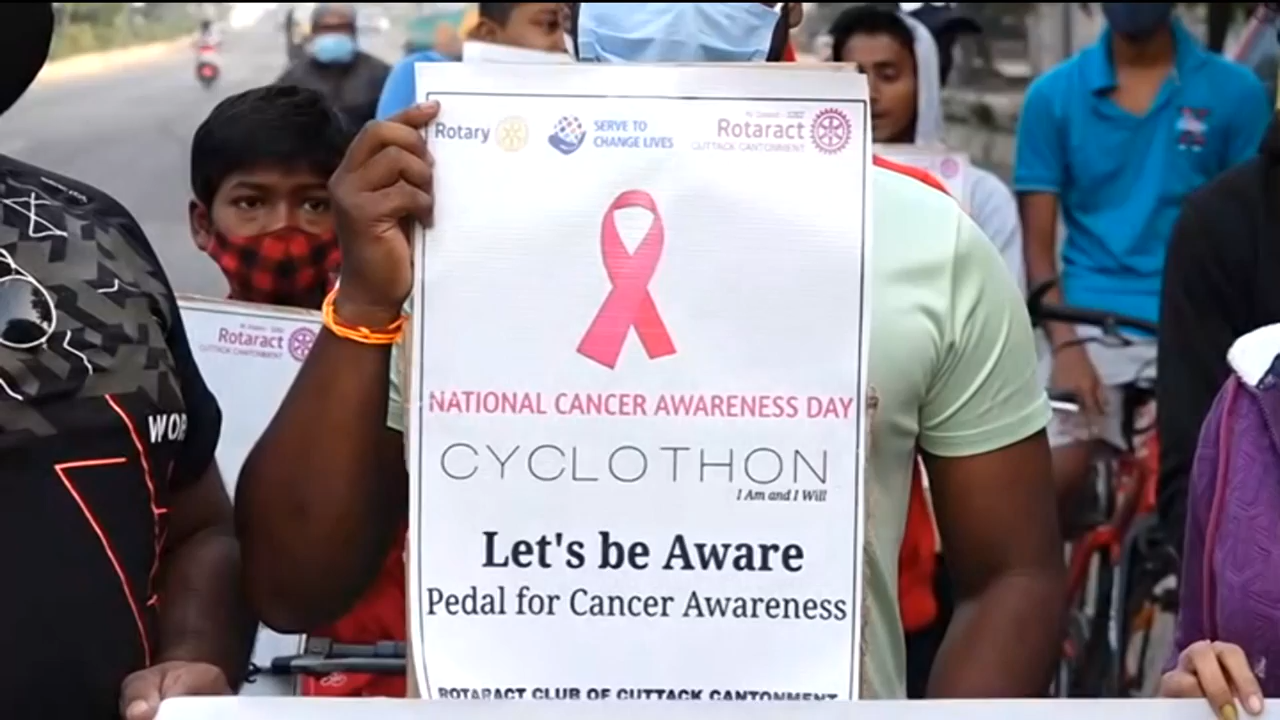 Rotary
SERVE TO
CHANGE LIVES
Rotaract
CUTTACK CANTONMENT
NATIONAL CANCER AWARENESS DAY
CYCLOTHON
I Am and I Will
Let's be Aware
Pedal for Cancer Awareness
ROTARACT CLUB OF CUTTACK CANTONMENT
Rotaract
CUTTACK CANTONMENT
WOR